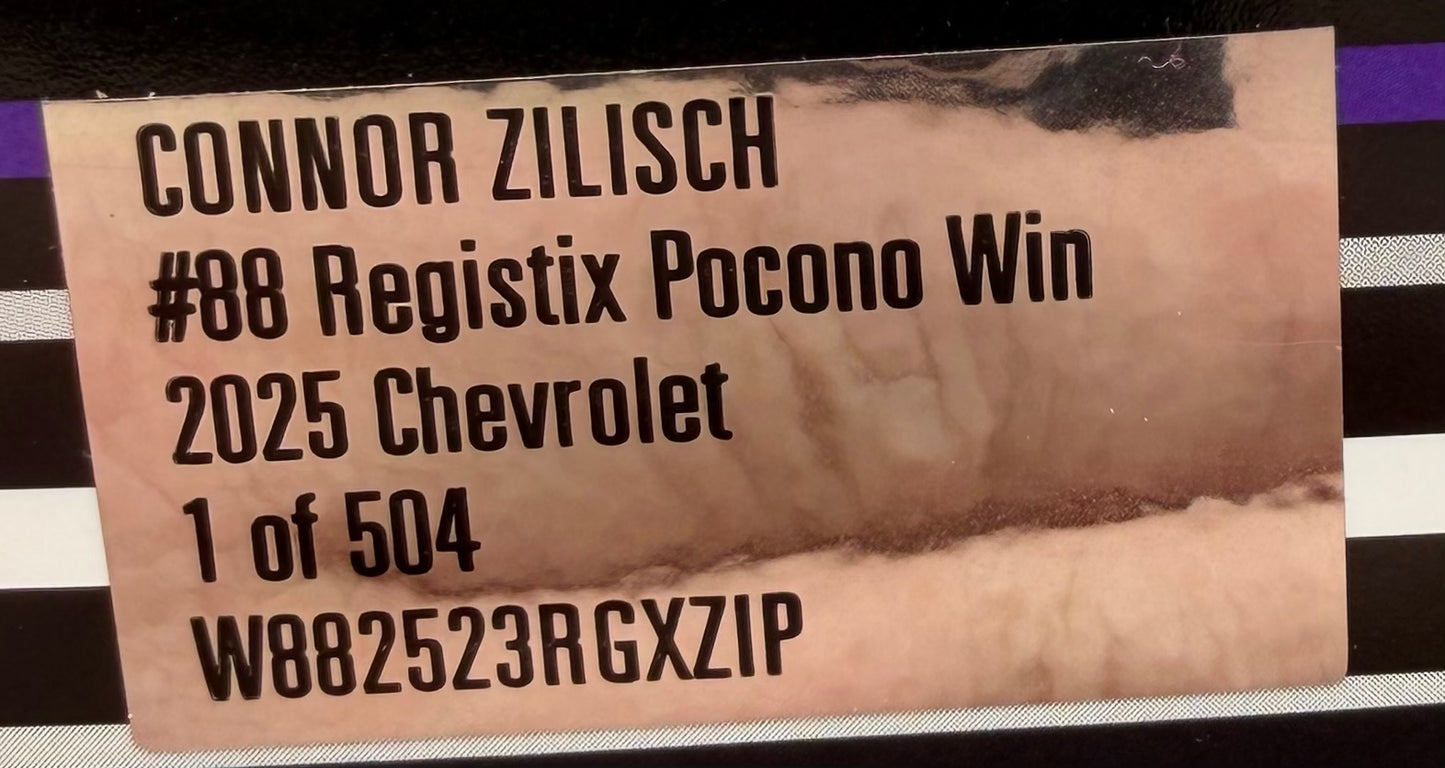 CONNOR ZILISCH
#88 Registix Pocono Win
2025 Chevrolet
1 of 504
W882523RGXZIP